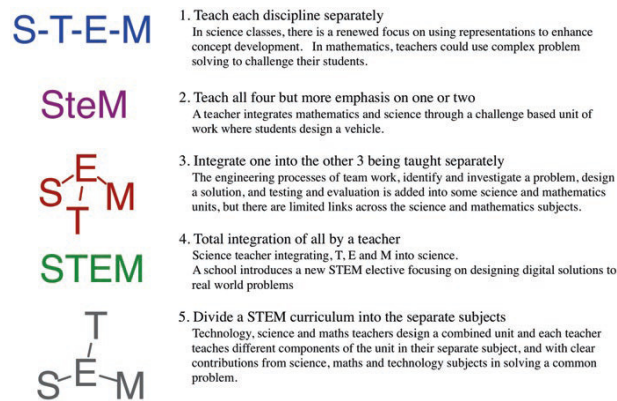 S-T-E-M
1. Teach each discipline separately
In science classes, there is a renewed focus on using representations to enhance
concept development. In mathematics, teachers could use complex problem
solving to challenge their students.
SteM
2. Teach all four but more emphasis on one or two
A teacher integrates mathematics and science through a challenge based unit of
work where students design a vehicle.
E
S M
T
3. Integrate one into the other 3 being taught separately
The engineering processes of team work, identify and investigate a problem, design
a solution, and testing and evaluation is added into some science and mathematics
units, but there are limited links across the science and mathematics subjects.
STEM
4. Total integration of all by a teacher
Science teacher integrating, T, E and M into science.
A school introduces a new STEM elective focusing on designing digital solutions to
real world problems
T
S-E-M
5. Divide a STEM curriculum into the separate subjects
Technology, science and maths teachers design a combined unit and each teacher
teaches different components of the unit in their separate subject, and with clear
contributions from science, maths and technology subjects in solving a common
problem.